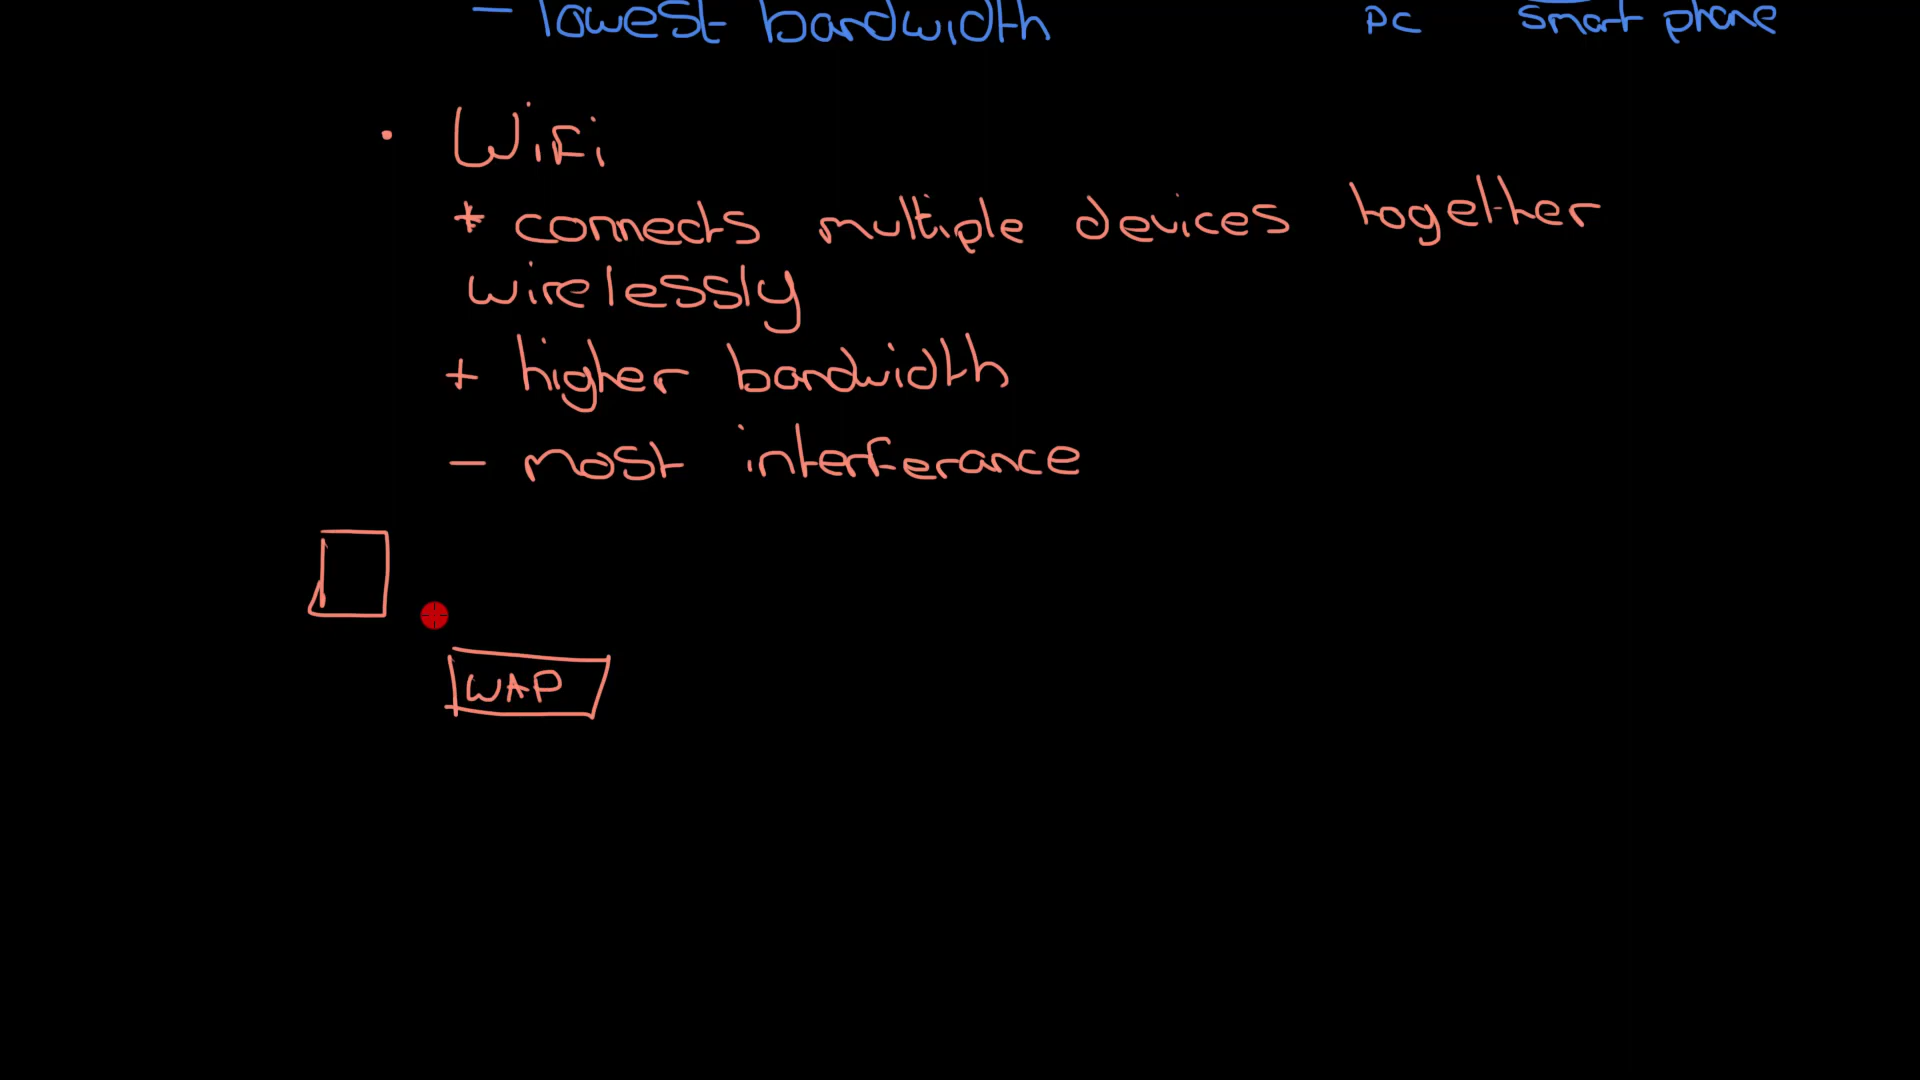 - lowest bandwidth PC smart phone
• WiFi
* connects multiple devices together
wirelessly
+ higher bandwidth
- most interferance
WAP